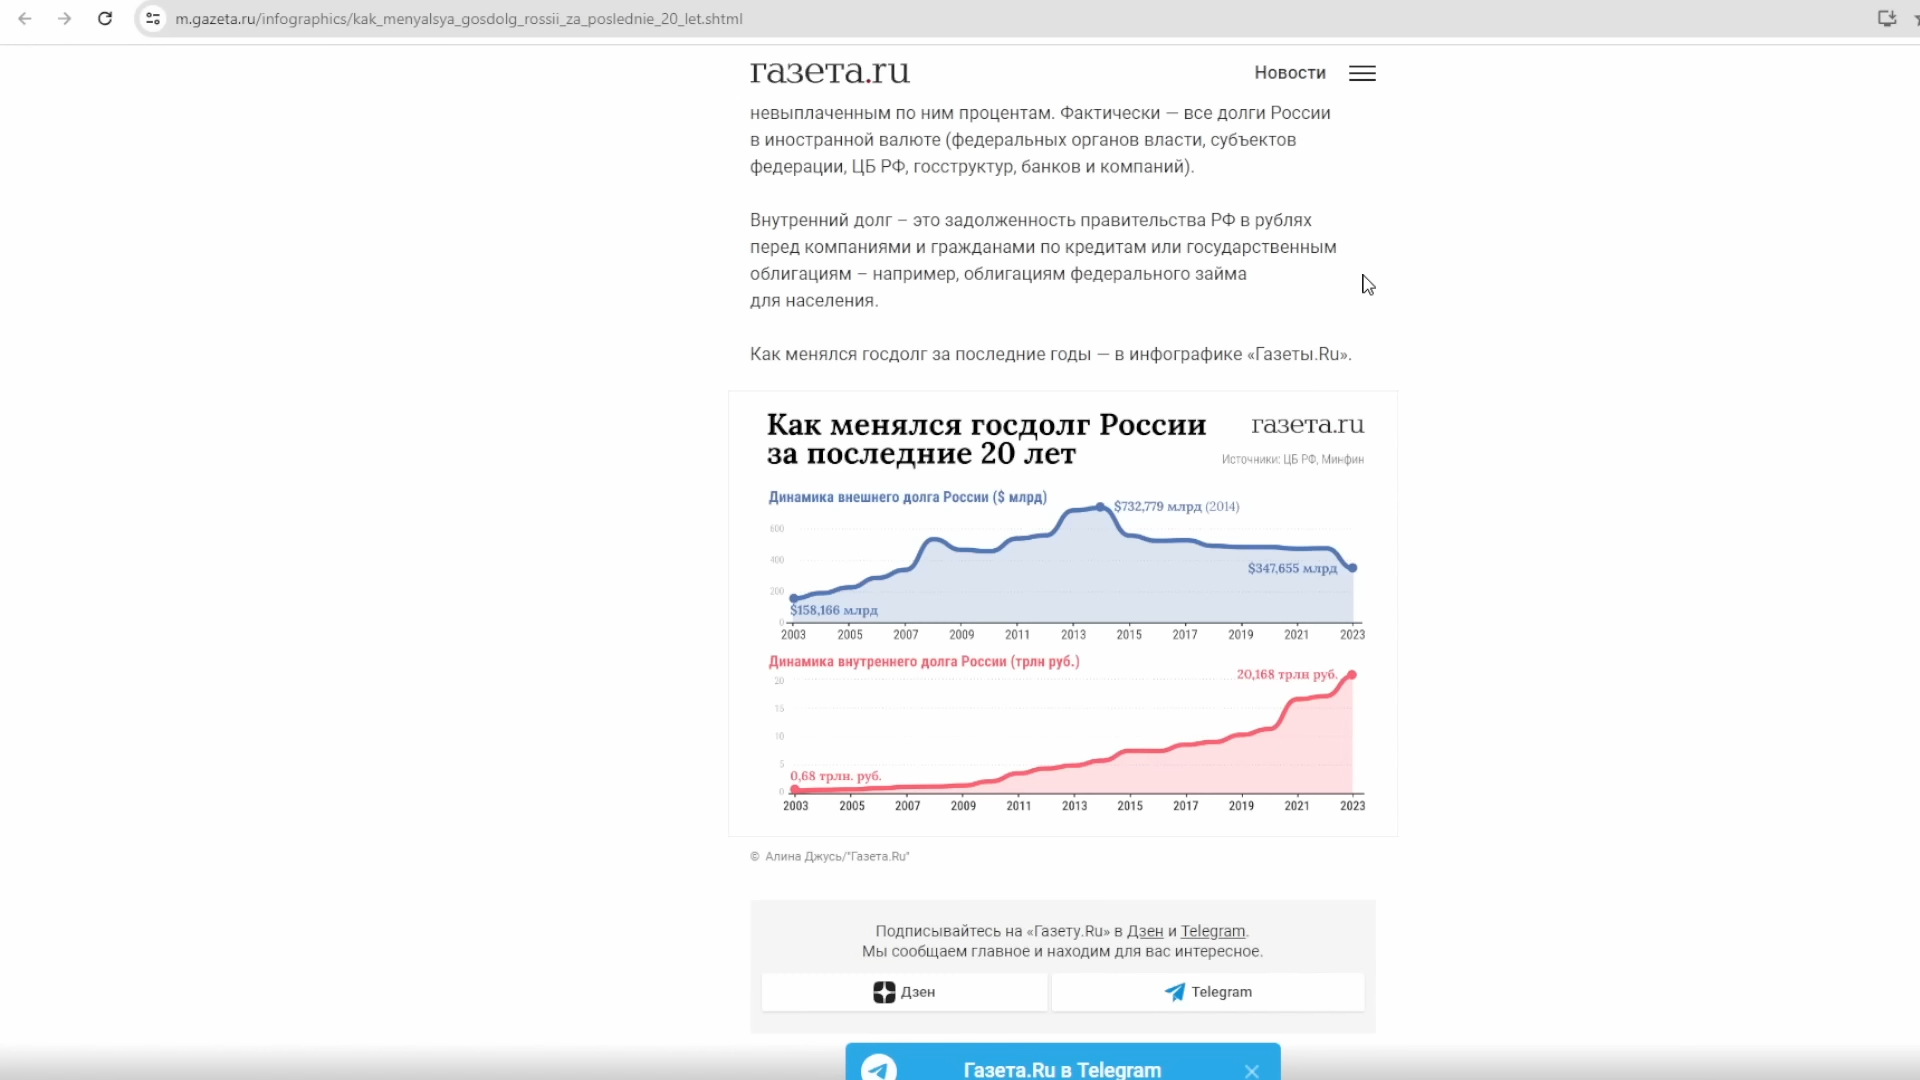 m.gazeta.ru/infographics/kak_menyalsya_gosdolg_rossii_za_poslednie_20_let.shtml
газета.ru
Новости
невыплаченным по ним процентам. Фактически — все долги России
в иностранной валюте (федеральных органов власти, субъектов
федерации, ЦБ РФ, госструктур, банков и компаний).
Внутренний долг – это задолженность правительства РФ в рублях
перед компаниями и гражданами по кредитам или государственным
облигациям – например, облигациям федерального займа
для населения.
Как менялся госдолг за последние годы — в инфографике «Газеты.Ru».
Как менялся госдолг России
за последние 20 лет
газета.ru
Источники: ЦБ РФ, Минфин
Динамика внешнего долга России ($ млрд)
$732,779 млрд (2014)
600
400
200
0
$347,655 млрд
$158,166 млрд
2003 2005 2007 2009 2011 2013 2015 2017 2019 2021 2023
Динамика внутреннего долга России (трлн руб.)
20,168 трлн руб.
20
15
10
5
0
0,68 трлн. руб.
2003 2005 2007 2009 2011 2013 2015 2017 2019 2021 2023
© Алина Джусь/"Газета.Ru"
Подписывайтесь на «Газету.Ru» в Дзен и Telegram.
Мы сообщаем главное и находим для вас интересное.
Дзен
Telegram
Газета.Ru в Telegram